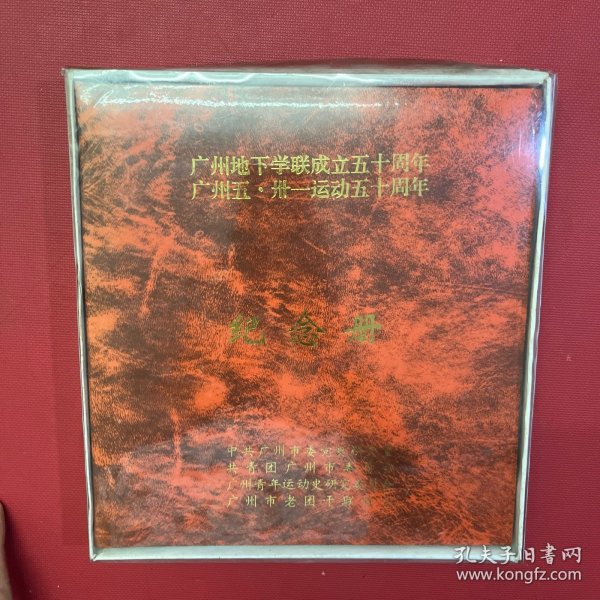 广州地下学联成立五十周年
广州五·卅一运动五十周年
纪念册
中共广州市委党史
共青团广州市委
广州青年运动史研究
广州市老团干
孔夫子旧书网
www.kongfz.com